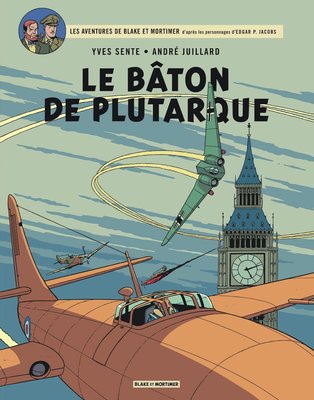 LES AVENTURES DE BLAKE ET MORTIMER d'après les personnages d'EDGAR P. JACOBS
YVES SENTE · ANDRÉ JUILLARD
LE BÂTON
DE PLUTARQUE
BLAKE ET MORTIMER